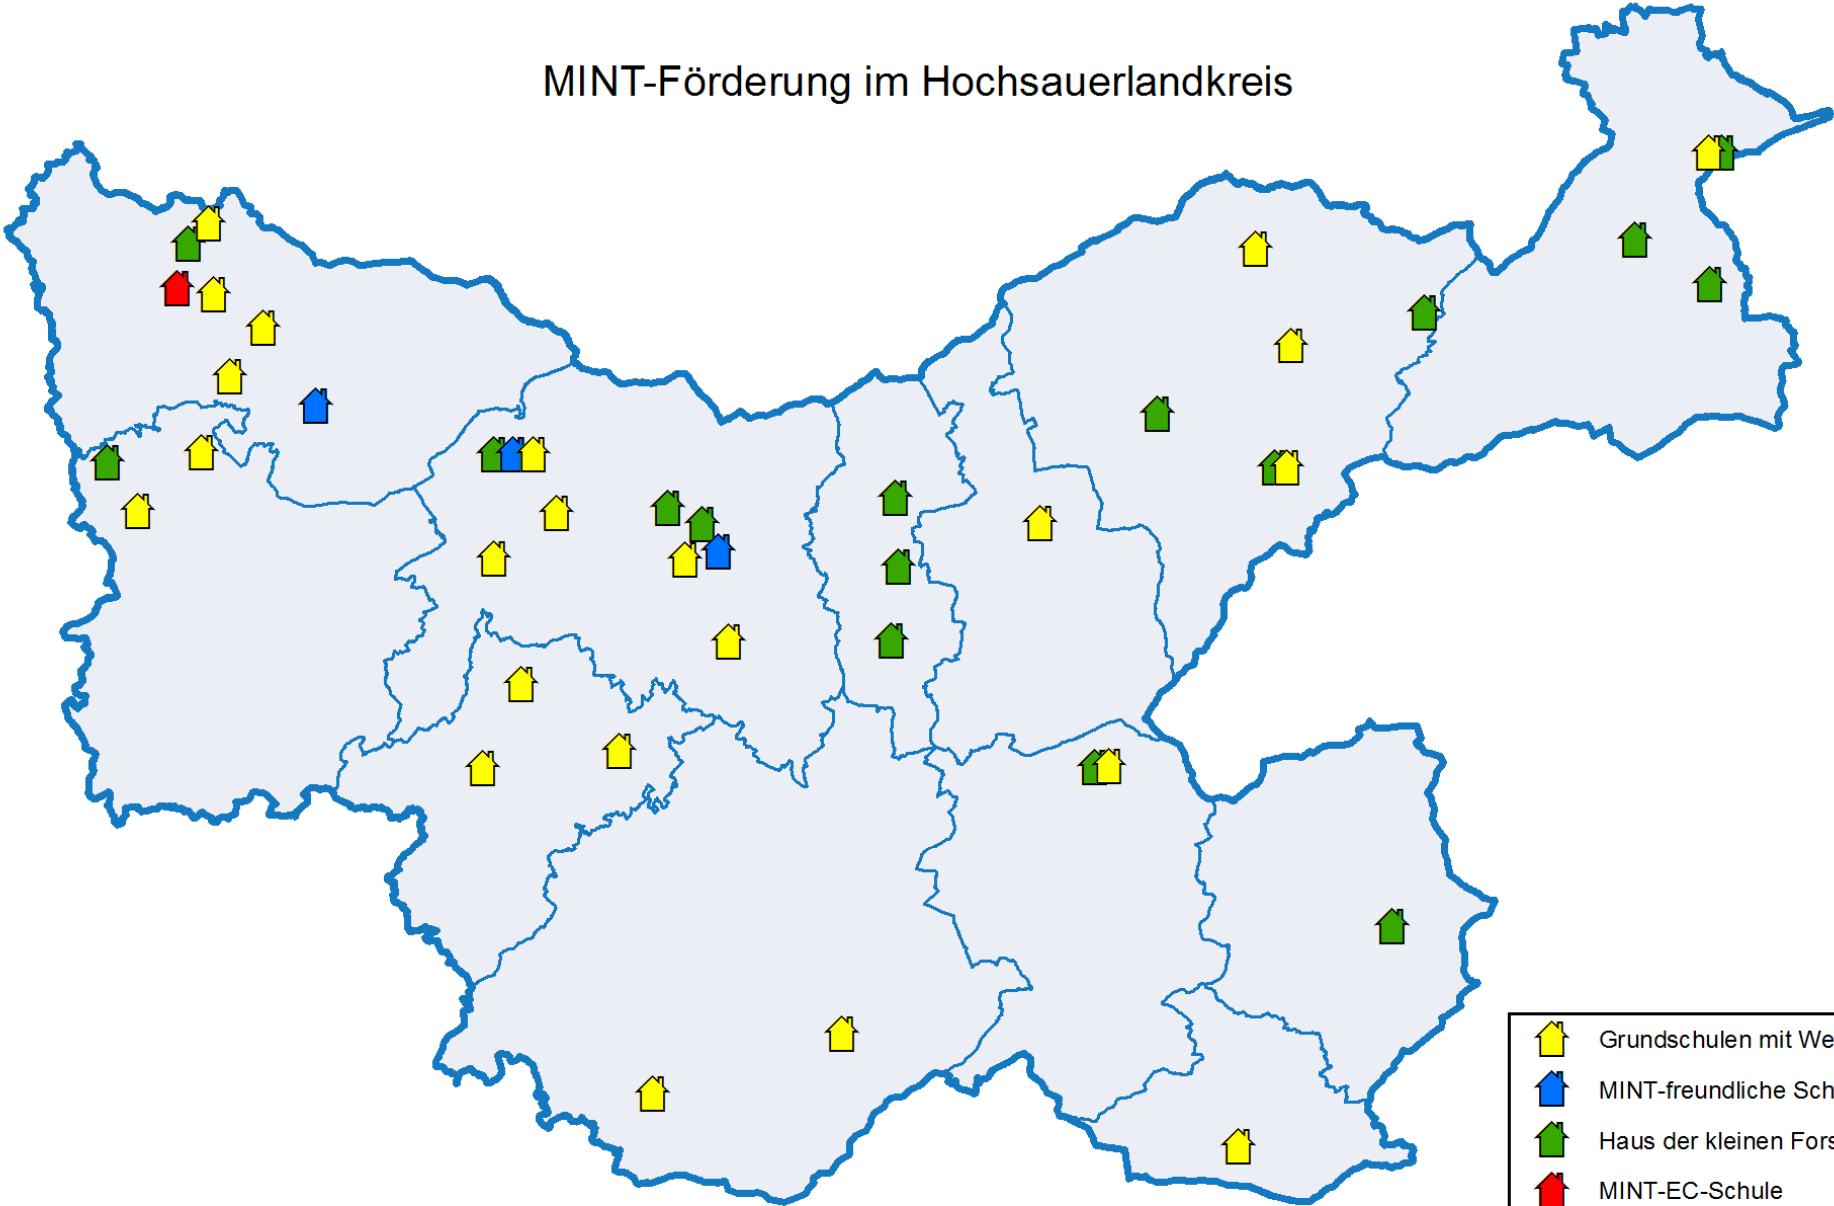 MINT-Förderung im Hochsauerlandkreis
Grundschulen mit We
MINT-freundliche Sch
Haus der kleinen Fors
MINT-EC-Schule